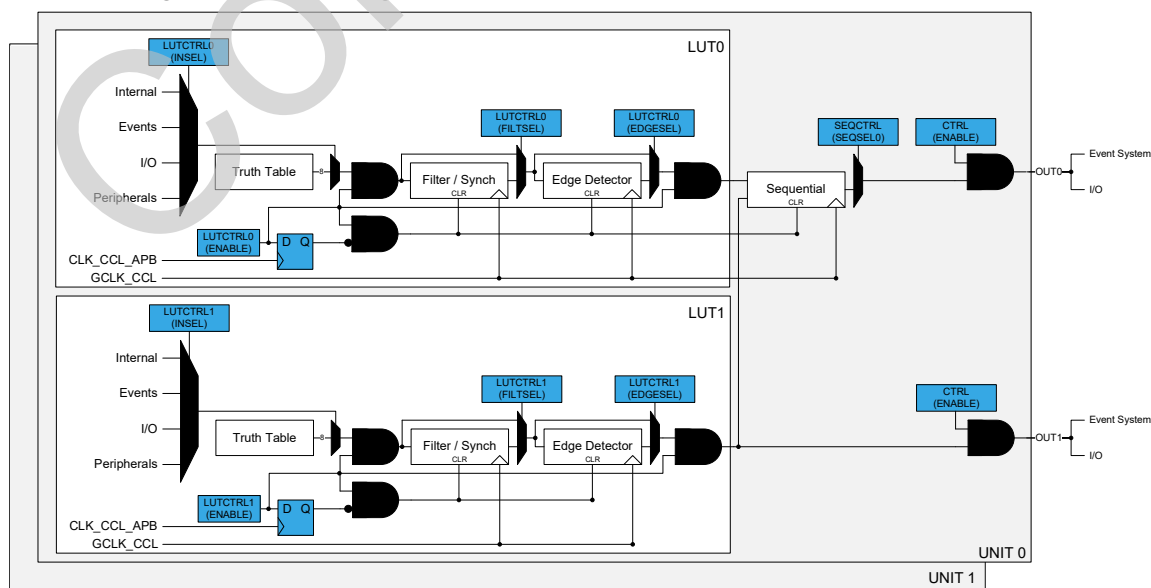 LUT0
LUTCTRL0
(INSEL)
Internal
Events
I/O
Peripherals
Truth Table
8
LUTCTRL0
(FILTSEL)
LUTCTRL0
(EDGESEL)
SEQCTRL
(SEQSEL0)
CTRL
(ENABLE)
Filter / Synch
CLR
Edge Detector
CLR
Sequential
CLR
OUT0
Event System
I/O
LUTCTRL0
(ENABLE)
D Q
CLK_CCL_APB
GCLK_CCL
LUT1
LUTCTRL1
(INSEL)
Internal
Events
I/O
Peripherals
Truth Table
8
LUTCTRL1
(FILTSEL)
LUTCTRL1
(EDGESEL)
CTRL
(ENABLE)
Filter / Synch
CLR
Edge Detector
CLR
OUT1
Event System
I/O
LUTCTRL1
(ENABLE)
D Q
CLK_CCL_APB
GCLK_CCL
UNIT 0
UNIT 1